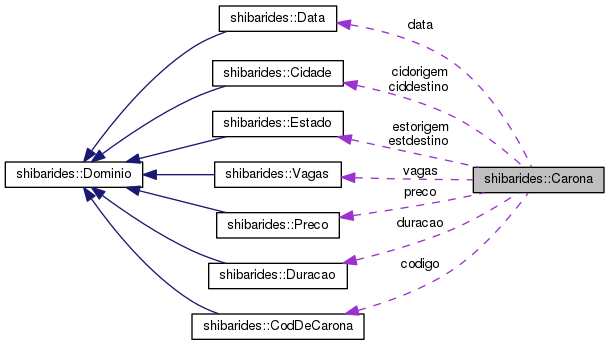 shibarides::Data
data
shibarides::Cidade
cidorigem
ciddestino
shibarides::Estado
estorigem
estdestino
shibarides::Dominio
shibarides::Vagas
vagas
shibarides::Carona
preco
shibarides::Preco
duracao
shibarides::Duracao
codigo
shibarides::CodDeCarona